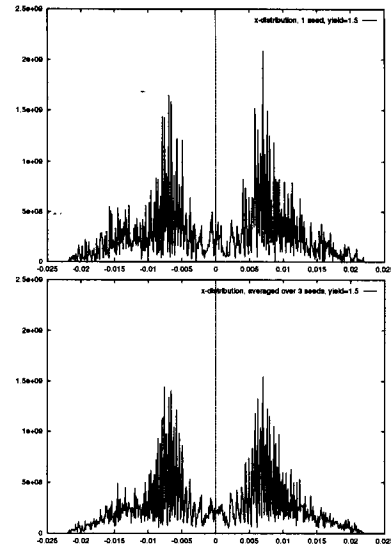 2.5e+09
x-distribution, 1 seed, yield=1.5
2e+09
1.5e+09
1e+09
5e+08
0
-0.025 -0.02 -0.015 -0.01 -0.005 0 0.005 0.01 0.015 0.02 0.025
2.5e+09
x-distribution, averaged over 3 seeds, yield=1.5
2e+09
1.5e+09
1e+09
5e+08
0
-0.025 -0.02 -0.015 -0.01 -0.005 0 0.005 0.01 0.015 0.02 0.025